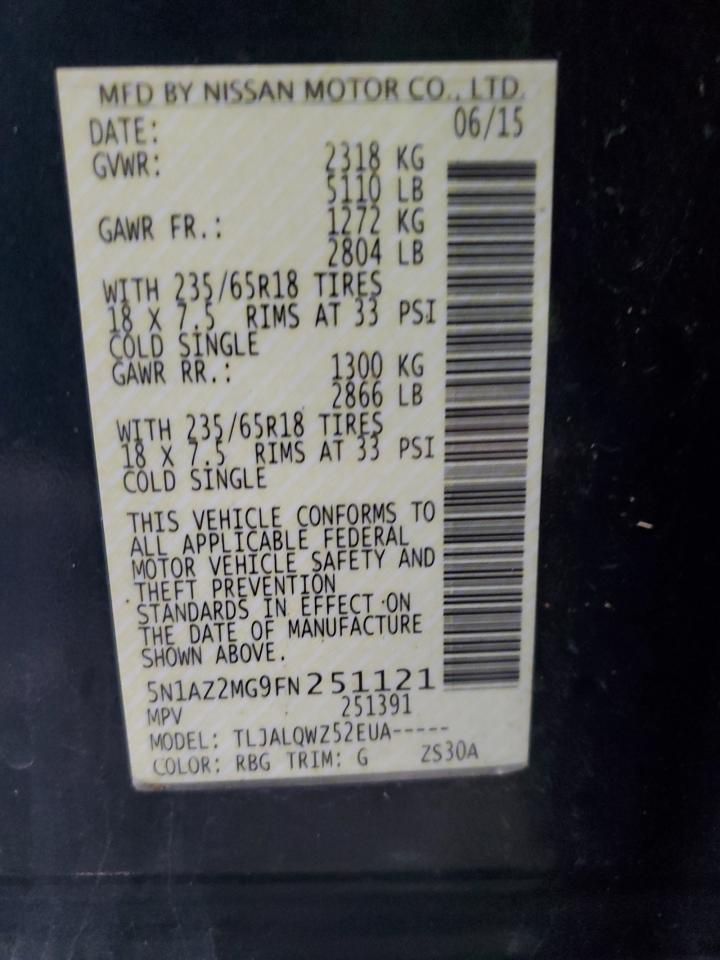 MFD BY NISSAN MOTOR CO., LTD.
DATE: 06/15
GVWR: 2318 KG
5110 LB
GAWR FR.: 1272 KG
2804 LB
WITH 235/65R18 TIRES
18 X 7.5 RIMS AT 33 PSI
COLD SINGLE
GAWR RR.: 1300 KG
2866 LB
WITH 235/65R18 TIRES
18 X 7.5 RIMS AT 33 PSI
COLD SINGLE
THIS VEHICLE CONFORMS TO
ALL APPLICABLE FEDERAL
MOTOR VEHICLE SAFETY AND
THEFT PREVENTION
STANDARDS IN EFFECT ON
THE DATE OF MANUFACTURE
SHOWN ABOVE.
5N1AZ2MG9FN251121
MPV 251391
MODEL: TLJALQWZ52EUA-----
COLOR: RBG TRIM: G ZS30A